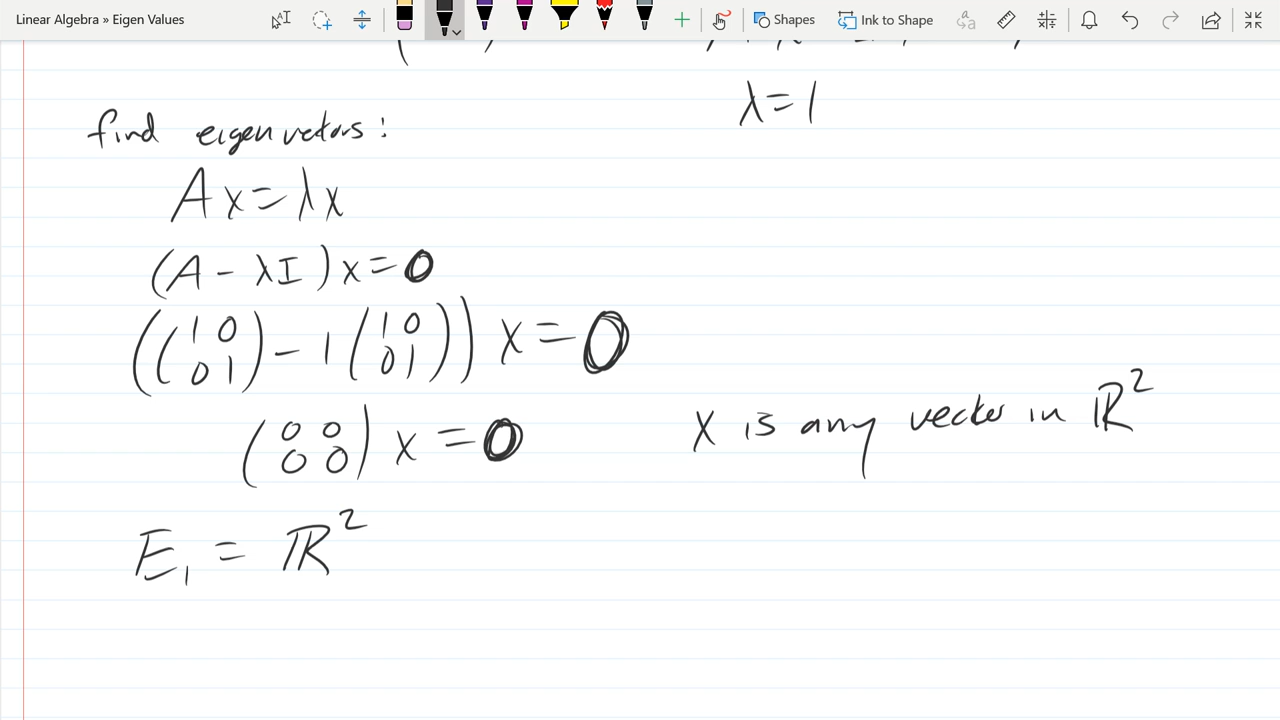 Linear Algebra » Eigen Values
Shapes
Ink to Shape
λ=1
find eigenvectors:
Ax=λx
(A - λI)x=0
((1 0
0 1) - 1(1 0
0 1))x=0
(0 0
0 0)x=0
x is any vector in ℝ²
E₁ = ℝ²